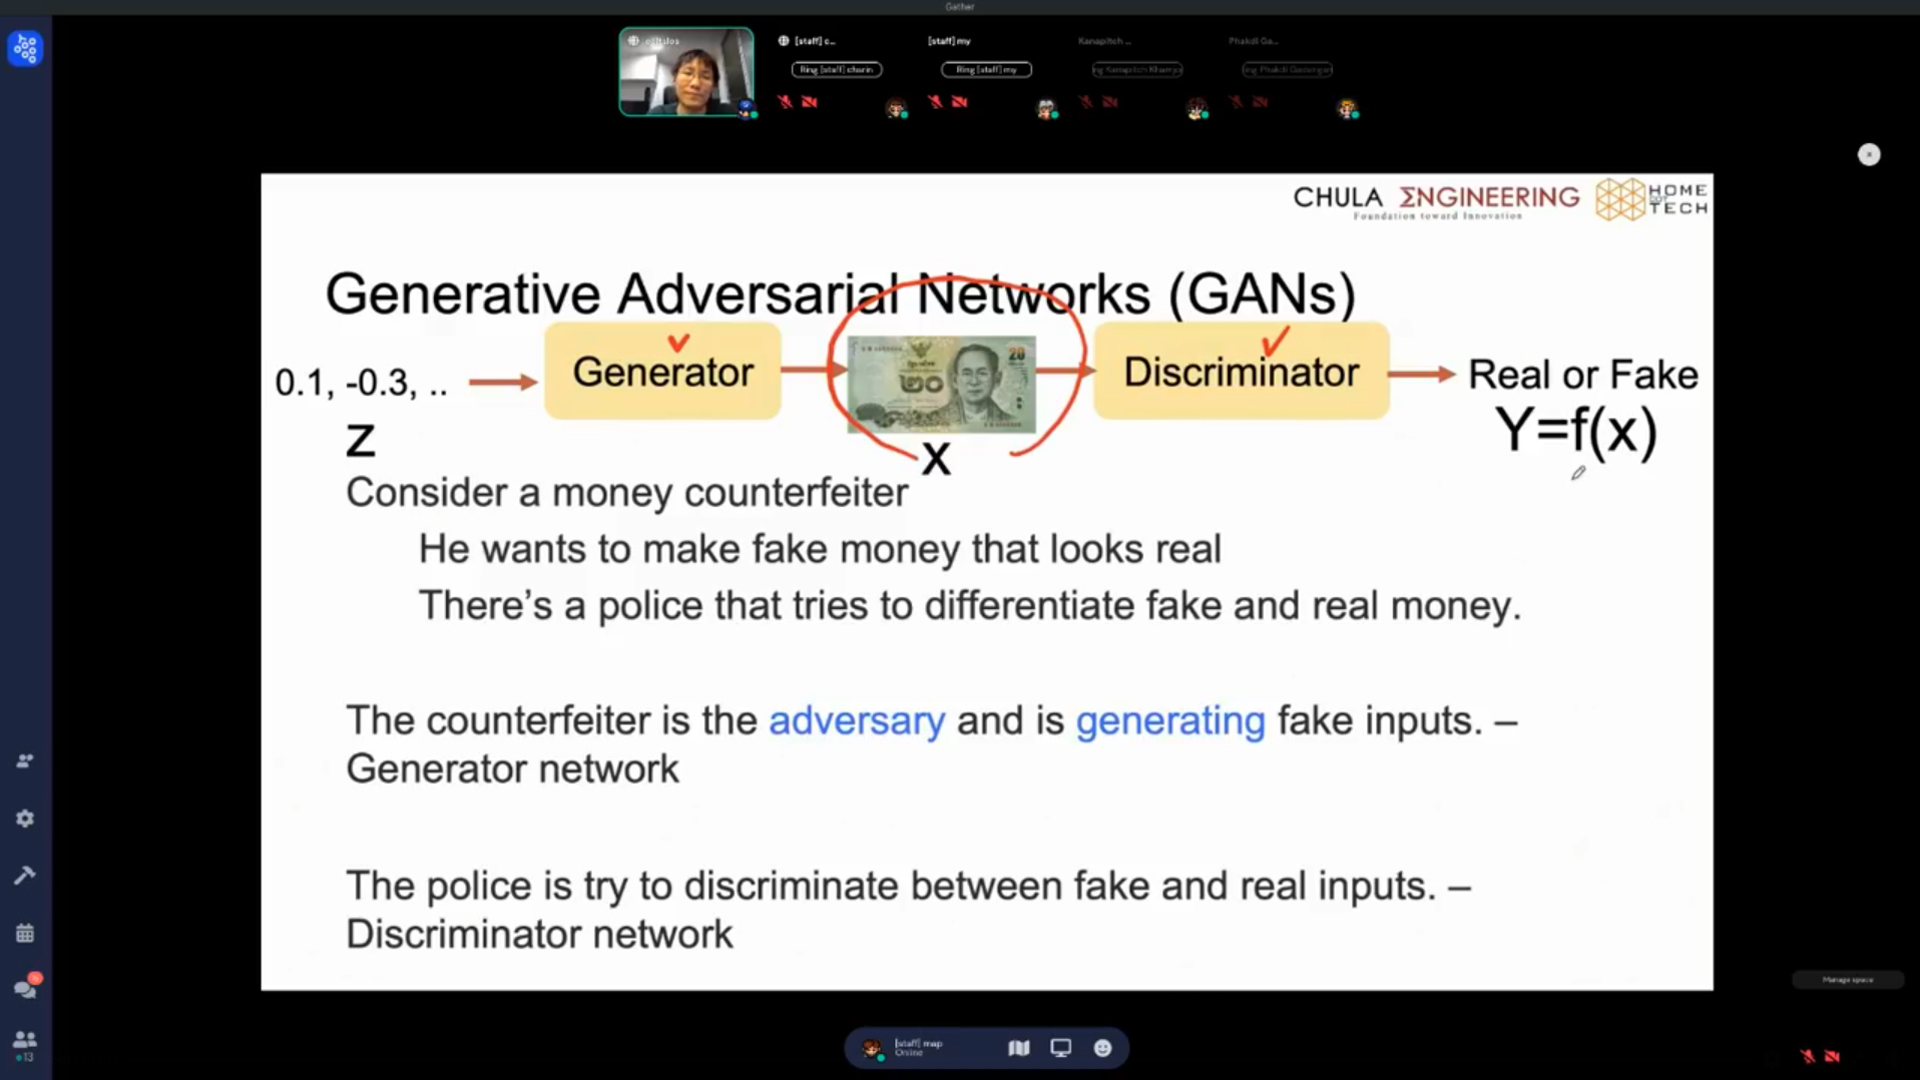 Gather
[staff] c...
[staff] my
Kanapitch ...
Phakdi Ga...
Ring [staff] charin
Ring [staff] my
CHULA ΣNGINEERING
Foundation toward Innovation
HOME
TECH
Generative Adversarial Networks (GANs)
0.1, -0.3, ..
Generator
20
๒๐
Discriminator
Real or Fake
z
x
Y=f(x)
Consider a money counterfeiter
He wants to make fake money that looks real
There's a police that tries to differentiate fake and real money.
The counterfeiter is the adversary and is generating fake inputs. –
Generator network
The police is try to discriminate between fake and real inputs. –
Discriminator network
Manage space
[staff] map
Online
13